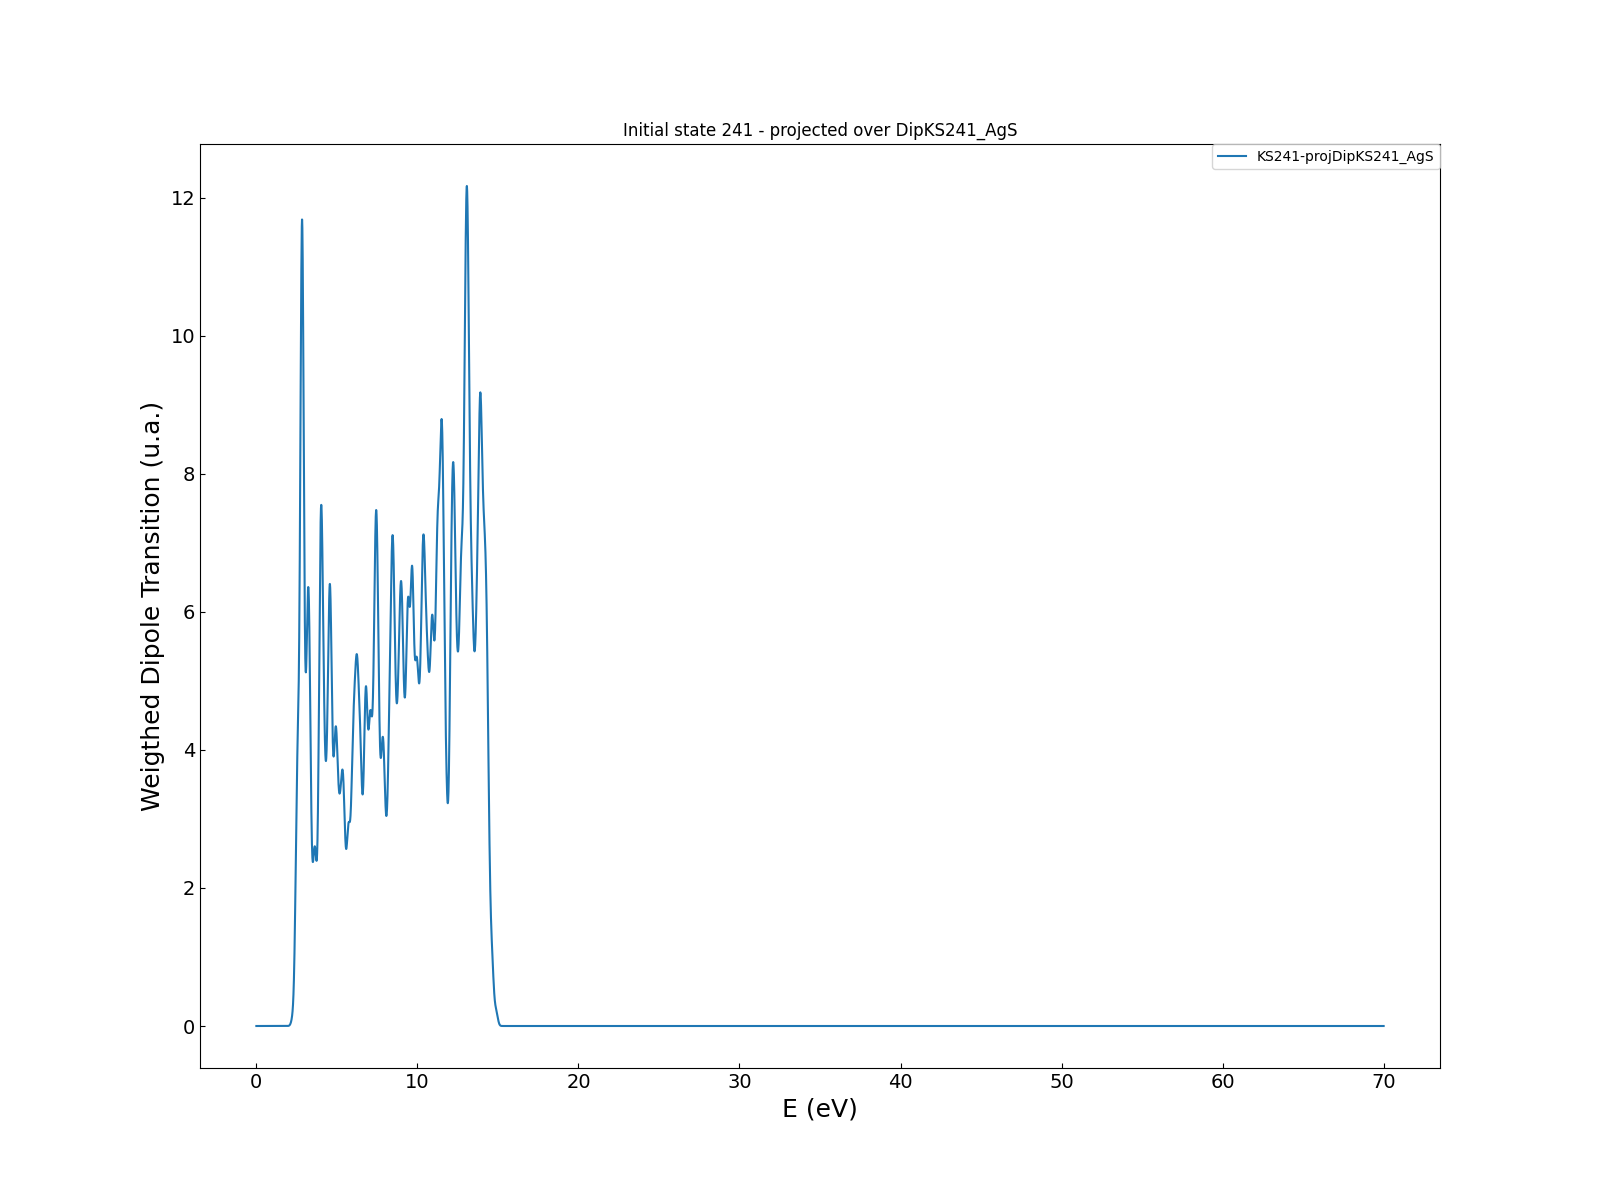 Initial state 241 - projected over DipKS241_AgS
KS241-projDipKS241_AgS
Weigthed Dipole Transition (u.a.)
12
10
8
6
4
2
0
0 10 20 30 40 50 60 70
E (eV)